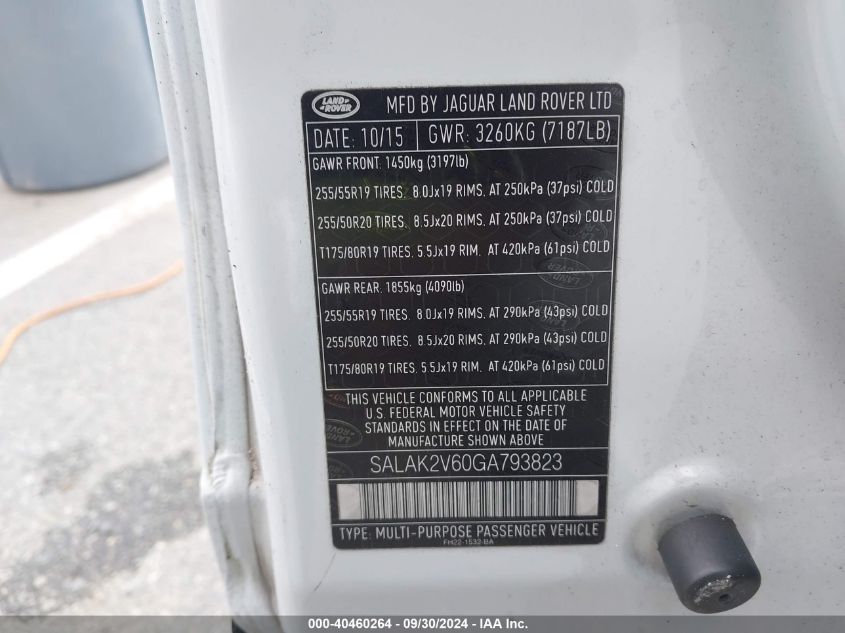 LAND ROVER
MFD BY JAGUAR LAND ROVER LTD
DATE: 10/15 GWR: 3260KG (7187LB)
GAWR FRONT. 1450kg (3197lb)
255/55R19 TIRES. 8.0Jx19 RIMS. AT 250kPa (37psi) COLD
255/50R20 TIRES. 8.5Jx20 RIMS. AT 250kPa (37psi) COLD
T175/80R19 TIRES. 5.5Jx19 RIM. AT 420kPa (61psi) COLD
GAWR REAR. 1855kg (4090lb)
255/55R19 TIRES. 8.0Jx19 RIMS. AT 290kPa (43psi) COLD
255/50R20 TIRES. 8.5Jx20 RIMS. AT 290kPa (43psi) COLD
T175/80R19 TIRES. 5.5Jx19 RIM. AT 420kPa (61psi) COLD
THIS VEHICLE CONFORMS TO ALL APPLICABLE
U.S. FEDERAL MOTOR VEHICLE SAFETY
STANDARDS IN EFFECT ON THE DATE OF
MANUFACTURE SHOWN ABOVE
SALAK2V60GA793823
TYPE: MULTI-PURPOSE PASSENGER VEHICLE
FH22-1532-BA
000-40460264 - 09/30/2024 - IAA Inc.